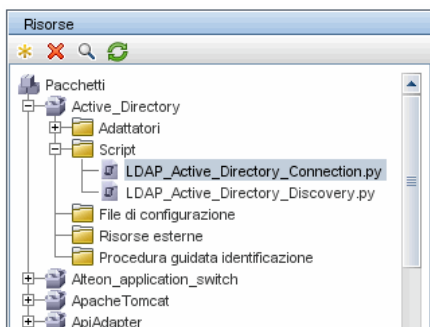 Risorse
Pacchetti
Active_Directory
Adattatori
Script
LDAP_Active_Directory_Connection.py
LDAP_Active_Directory_Discovery.py
File di configurazione
Risorse esterne
Procedura guidata identificazione
Alteon_application_switch
ApacheTomcat
ApiAdapter